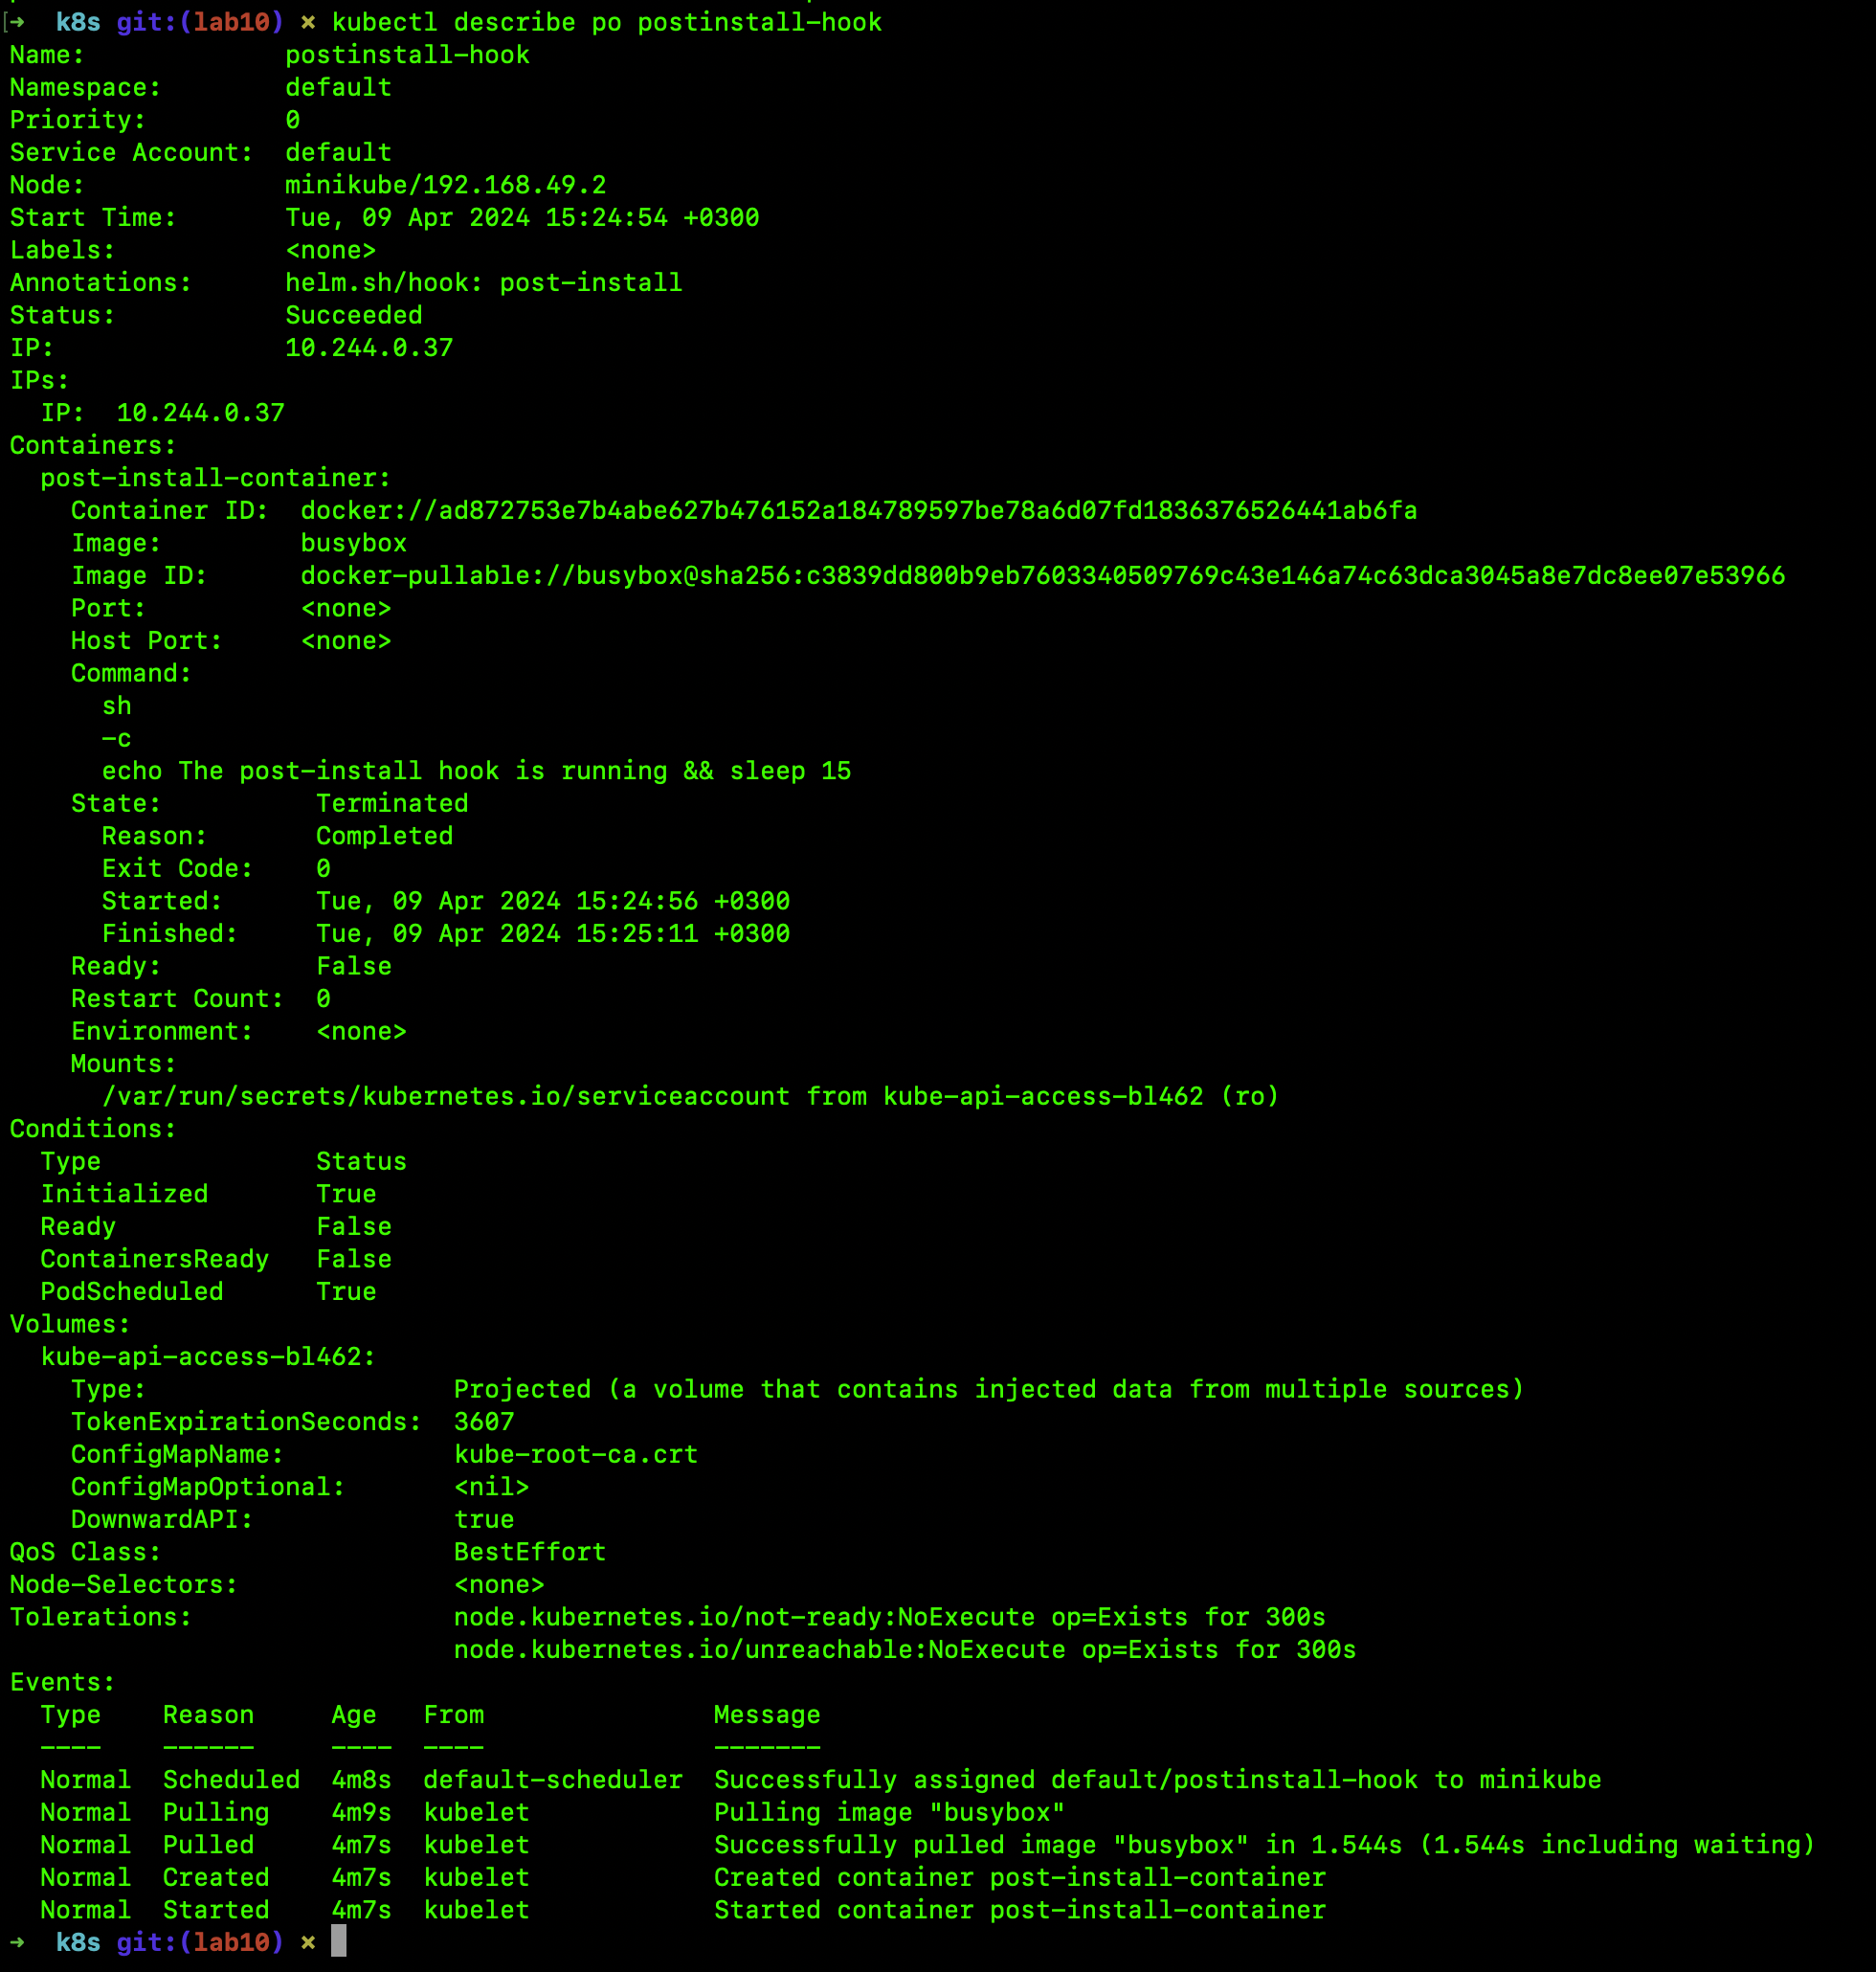 ➜  k8s git:(lab10) ✗ kubectl describe po postinstall-hook
Name:             postinstall-hook
Namespace:        default
Priority:         0
Service Account:  default
Node:             minikube/192.168.49.2
Start Time:       Tue, 09 Apr 2024 15:24:54 +0300
Labels:           <none>
Annotations:      helm.sh/hook: post-install
Status:           Succeeded
IP:               10.244.0.37
IPs:
  IP:  10.244.0.37
Containers:
  post-install-container:
    Container ID:  docker://ad872753e7b4abe627b476152a184789597be78a6d07fd1836376526441ab6fa
    Image:         busybox
    Image ID:      docker-pullable://busybox@sha256:c3839dd800b9eb7603340509769c43e146a74c63dca3045a8e7dc8ee07e53966
    Port:          <none>
    Host Port:     <none>
    Command:
      sh
      -c
      echo The post-install hook is running && sleep 15
    State:          Terminated
      Reason:       Completed
      Exit Code:    0
      Started:      Tue, 09 Apr 2024 15:24:56 +0300
      Finished:     Tue, 09 Apr 2024 15:25:11 +0300
    Ready:          False
    Restart Count:  0
    Environment:    <none>
    Mounts:
      /var/run/secrets/kubernetes.io/serviceaccount from kube-api-access-bl462 (ro)
Conditions:
  Type              Status
  Initialized       True
  Ready             False
  ContainersReady   False
  PodScheduled      True
Volumes:
  kube-api-access-bl462:
    Type:                    Projected (a volume that contains injected data from multiple sources)
    TokenExpirationSeconds:  3607
    ConfigMapName:           kube-root-ca.crt
    ConfigMapOptional:       <nil>
    DownwardAPI:             true
QoS Class:                   BestEffort
Node-Selectors:              <none>
Tolerations:                 node.kubernetes.io/not-ready:NoExecute op=Exists for 300s
                             node.kubernetes.io/unreachable:NoExecute op=Exists for 300s
Events:
  Type    Reason     Age   From               Message
  ----    ------     ----  ----               -------
  Normal  Scheduled  4m8s  default-scheduler  Successfully assigned default/postinstall-hook to minikube
  Normal  Pulling    4m9s  kubelet            Pulling image "busybox"
  Normal  Pulled     4m7s  kubelet            Successfully pulled image "busybox" in 1.544s (1.544s including waiting)
  Normal  Created    4m7s  kubelet            Created container post-install-container
  Normal  Started    4m7s  kubelet            Started container post-install-container
➜  k8s git:(lab10) ✗